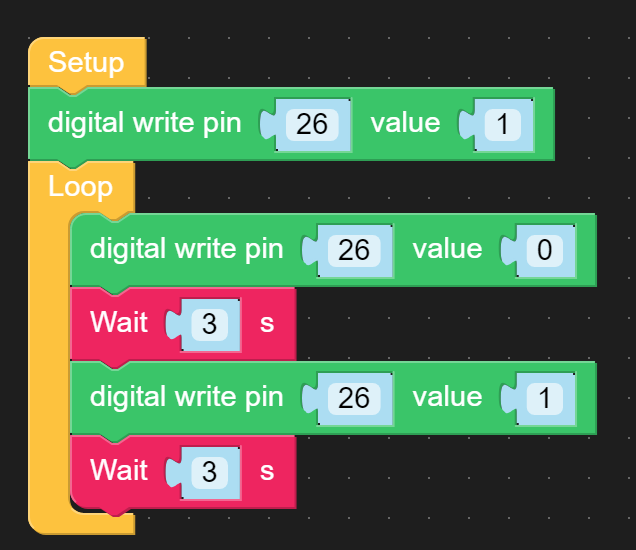 Setup
digital write pin 26 value 1
Loop
digital write pin 26 value 0
Wait 3 s
digital write pin 26 value 1
Wait 3 s